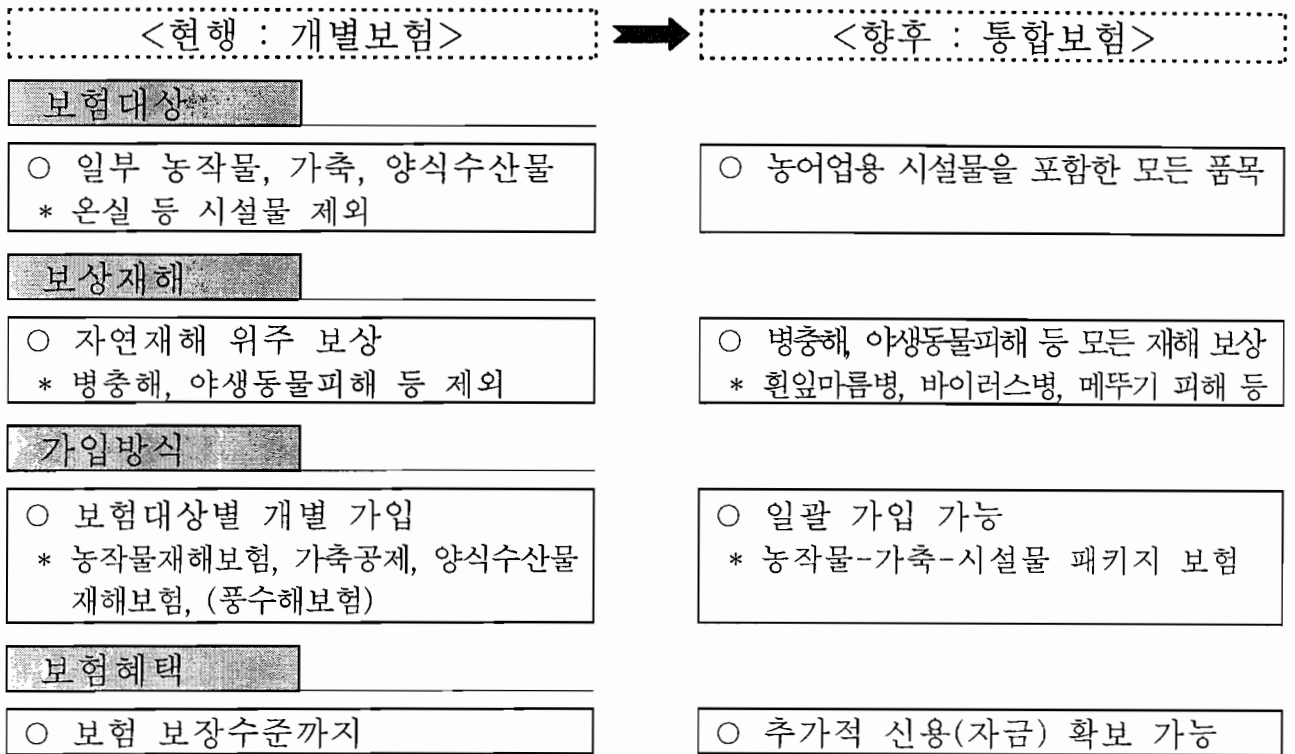 <현행 : 개별보험>
<향후 : 통합보험>
보험대상
○ 일부 농작물, 가축, 양식수산물
* 온실 등 시설물 제외
○ 농어업용 시설물을 포함한 모든 품목
보상재해
○ 자연재해 위주 보상
* 병충해, 야생동물피해 등 제외
○ 병충해, 야생동물피해 등 모든 재해 보상
* 흰잎마름병, 바이러스병, 메뚜기 피해 등
가입방식
○ 보험대상별 개별 가입
* 농작물재해보험, 가축공제, 양식수산물
재해보험, (풍수해보험)
○ 일괄 가입 가능
* 농작물-가축-시설물 패키지 보험
보험혜택
○ 보험 보장수준까지
○ 추가적 신용(자금) 확보 가능